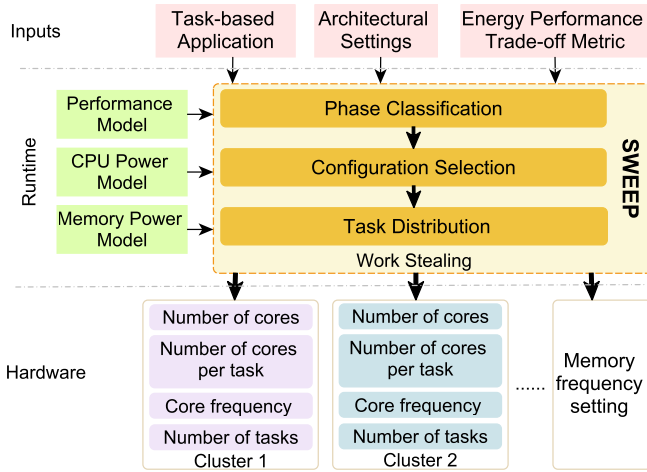 Inputs
Task-based
Application
Architectural
Settings
Energy Performance
Trade-off Metric
Runtime
Performance
Model
CPU Power
Model
Memory Power
Model
Phase Classification
Configuration Selection
Task Distribution
Work Stealing
SWEEP
Hardware
Number of cores
Number of cores
per task
Core frequency
Number of tasks
Cluster 1
Number of cores
Number of cores
per task
Core frequency
Number of tasks
Cluster 2
......
Memory
frequency
setting